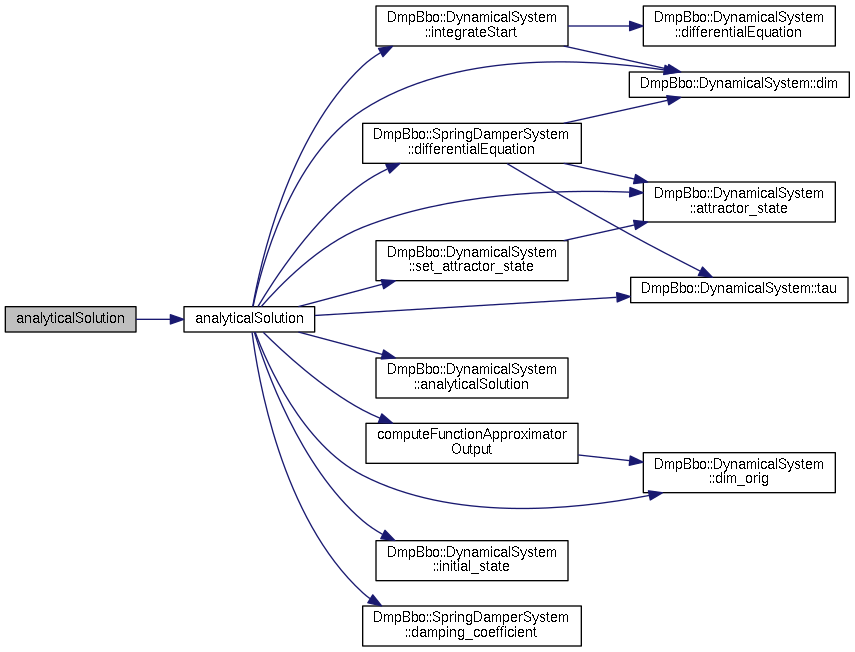 analyticalSolution
analyticalSolution
DmpBbo::DynamicalSystem
::integrateStart
DmpBbo::DynamicalSystem
::differentialEquation
DmpBbo::DynamicalSystem::dim
DmpBbo::SpringDamperSystem
::differentialEquation
DmpBbo::DynamicalSystem
::attractor_state
DmpBbo::DynamicalSystem
::set_attractor_state
DmpBbo::DynamicalSystem::tau
DmpBbo::DynamicalSystem
::analyticalSolution
computeFunctionApproximator
Output
DmpBbo::DynamicalSystem
::dim_orig
DmpBbo::DynamicalSystem
::initial_state
DmpBbo::SpringDamperSystem
::damping_coefficient